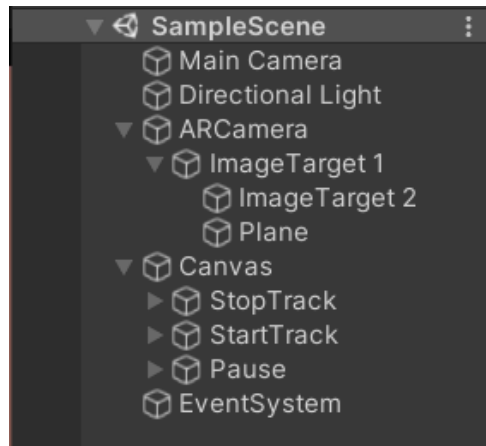 SampleScene
Main Camera
Directional Light
ARCamera
ImageTarget 1
ImageTarget 2
Plane
Canvas
StopTrack
StartTrack
Pause
EventSystem